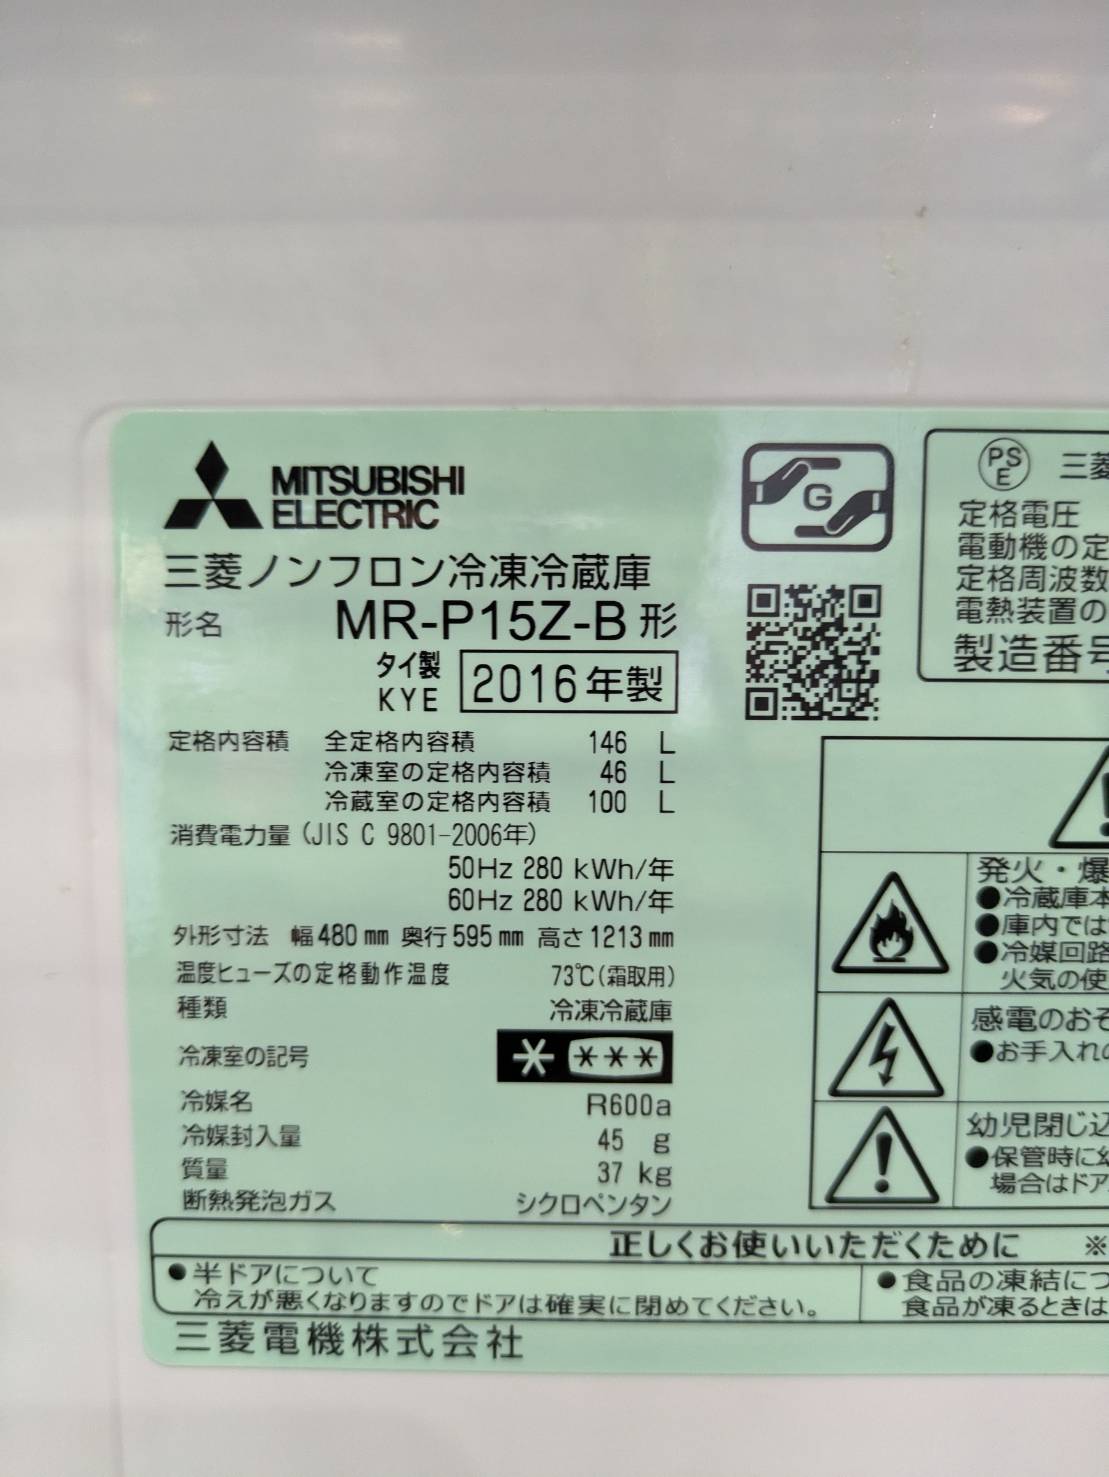 MITSUBISHI
ELECTRIC
三菱ノンフロン冷凍冷蔵庫
形名 MR-P15Z-B 形
タイ製
KYE
2016年製
定格内容積 全定格内容積 146 L
冷凍室の定格内容積 46 L
冷蔵室の定格内容積 100 L
消費電力量(JIS C 9801-2006年)
50Hz 280 kWh/年
60Hz 280 kWh/年
外形寸法 幅480mm 奥行595mm 高さ1213mm
温度ヒューズの定格動作温度 73℃(霜取用)
種類 冷凍冷蔵庫
冷凍室の記号 * ***
冷媒名 R600a
冷媒封入量 45 g
質量 37 kg
断熱発泡ガス シクロペンタン
G
PS
E
三菱
定格電圧
電動機の定
定格周波数
電熱装置の
製造番号
発火・爆
●冷蔵庫本
●庫内では
●冷媒回路
火気の使
感電のおそ
●お手入れの
幼児閉じ込
●保管時に幼
場合はドア
正しくお使いいただくために ※
●半ドアについて
冷えが悪くなりますのでドアは確実に閉めてください。
●食品の凍結につ
食品が凍るときは
三菱電機株式会社